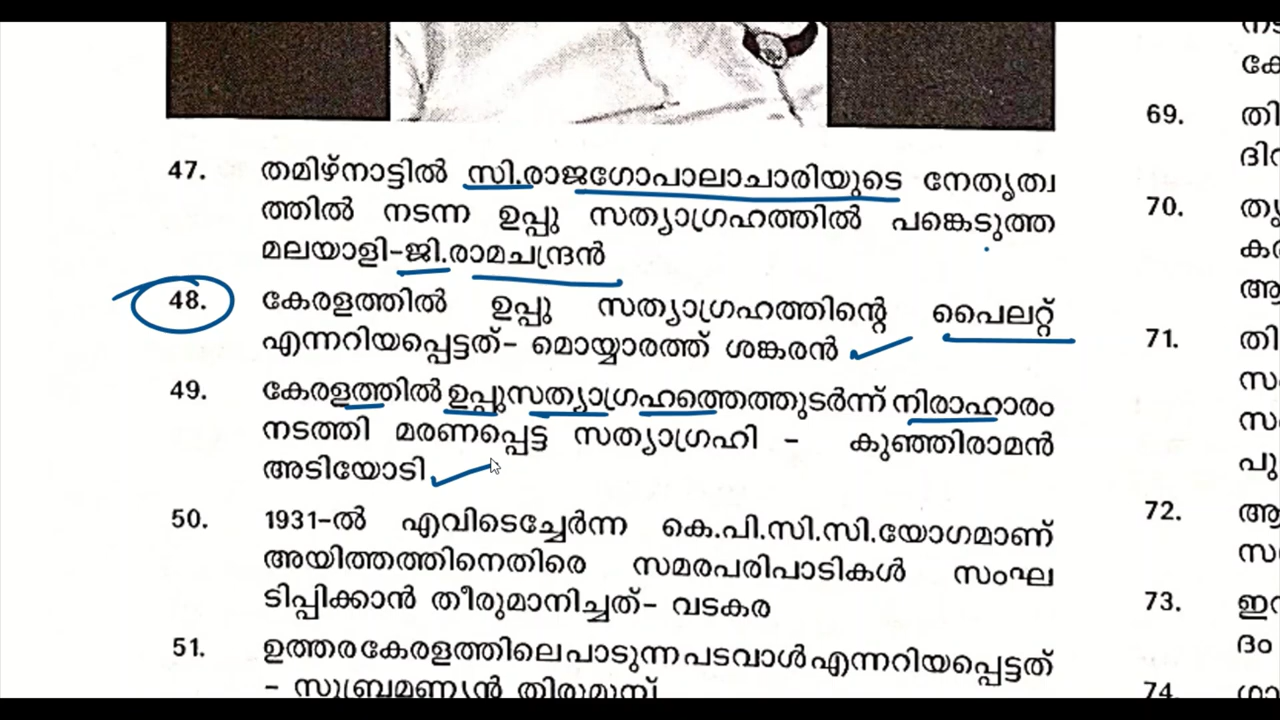 47. തമിഴ്നാട്ടിൽ സി.രാജഗോപാലാചാരിയുടെ നേതൃത്വ
ത്തിൽ നടന്ന ഉപ്പു സത്യാഗ്രഹത്തിൽ പങ്കെടുത്ത
മലയാളി-ജി.രാമചന്ദ്രൻ
48. കേരളത്തിൽ ഉപ്പു സത്യാഗ്രഹത്തിന്റെ പൈലറ്റ്
എന്നറിയപ്പെട്ടത്- മൊയ്യാരത്ത് ശങ്കരൻ
49. കേരളത്തിൽ ഉപ്പുസത്യാഗ്രഹത്തെത്തുടർന്ന് നിരാഹാരം
നടത്തി മരണപ്പെട്ട സത്യാഗ്രഹി - കുഞ്ഞിരാമൻ
അടിയോടി
50. 1931-ൽ എവിടെച്ചേർന്ന കെ.പി.സി.സി.യോഗമാണ്
അയിത്തത്തിനെതിരെ സമരപരിപാടികൾ സംഘ
ടിപ്പിക്കാൻ തീരുമാനിച്ചത്- വടകര
51. ഉത്തരകേരളത്തിലെ പാടുന്ന പടവാൾ എന്നറിയപ്പെട്ടത്
- സുബ്രമണ്യൻ തിരുമുമ്പ്
കേ
69. തി
ദി
70. തൃ
ക
ആ
71. തി
സ
സ
പു
72. ആ
സ
73. ഇ
ദം
74. ഗാ